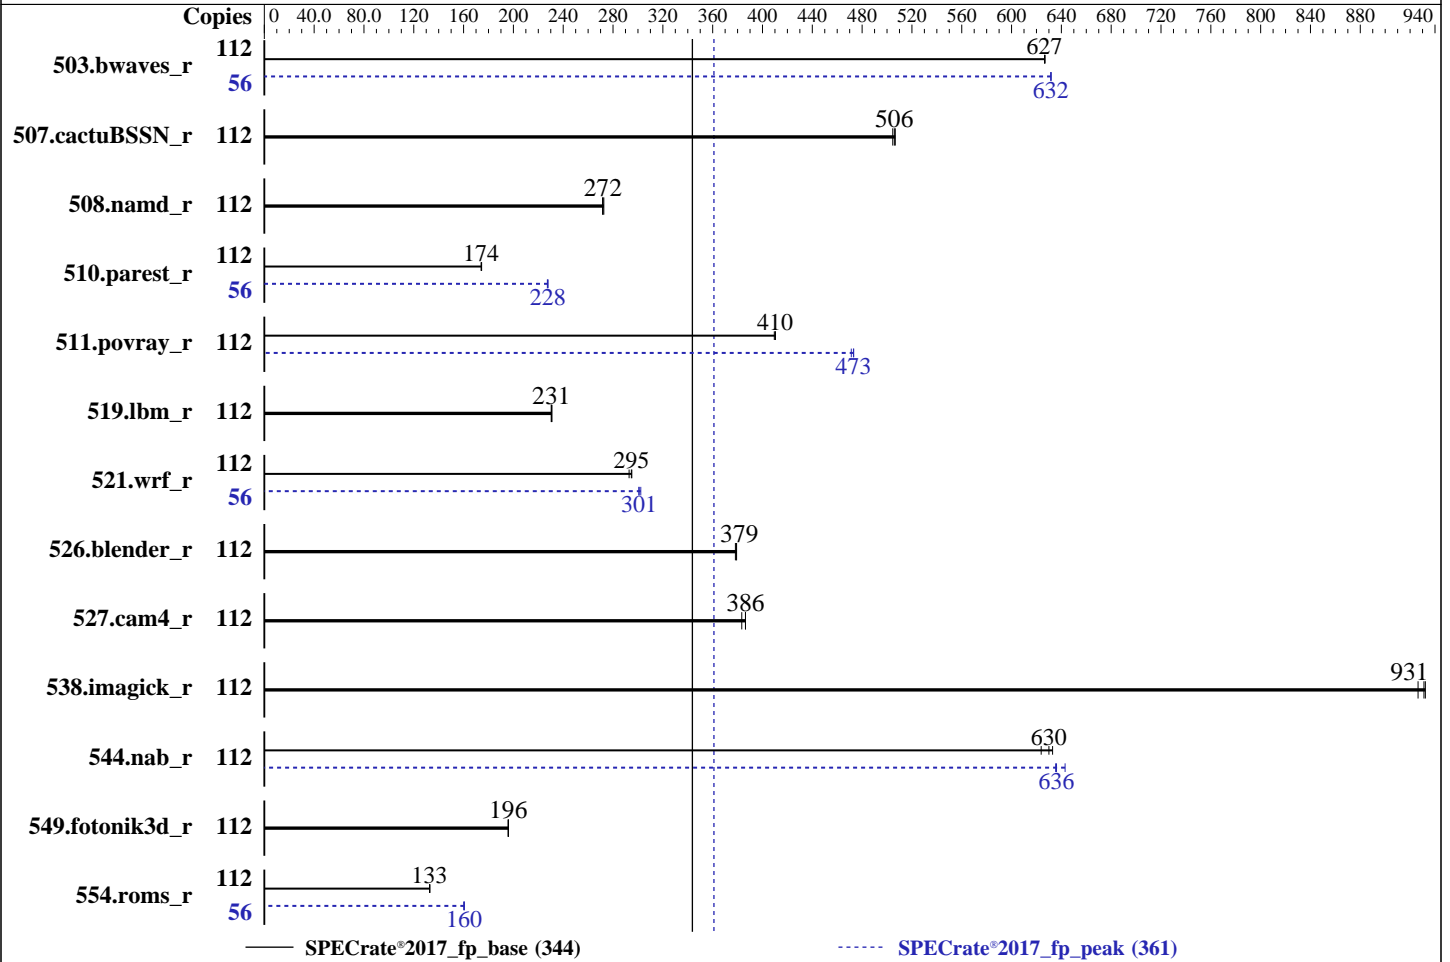 Copies 0 40.0 80.0 120 160 200 240 280 320 360 400 440 480 520 560 600 640 680 720 760 800 840 880 940
503.bwaves_r 112 627
56 632
507.cactuBSSN_r 112 506
508.namd_r 112 272
510.parest_r 112 174
56 228
511.povray_r 112 410
473
519.lbm_r 112 231
521.wrf_r 112 295
56 301
526.blender_r 112 379
527.cam4_r 112 386
538.imagick_r 112 931
544.nab_r 112 630
636
549.fotonik3d_r 112 196
554.roms_r 112 133
56 160
SPECrate®2017_fp_base (344) SPECrate®2017_fp_peak (361)